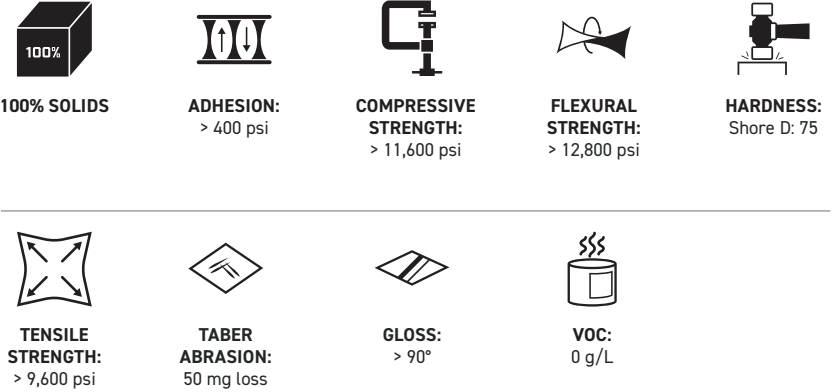 100%
100% SOLIDS
ADHESION:
> 400 psi
COMPRESSIVE
STRENGTH:
> 11,600 psi
FLEXURAL
STRENGTH:
> 12,800 psi
HARDNESS:
Shore D: 75
TENSILE
STRENGTH:
> 9,600 psi
TABER
ABRASION:
50 mg loss
GLOSS:
> 90°
VOC:
0 g/L